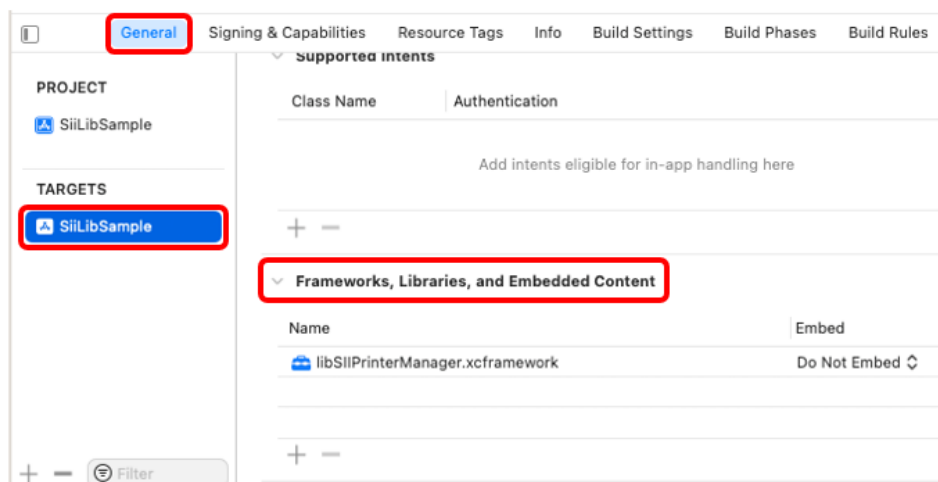 General Signing & Capabilities Resource Tags Info Build Settings Build Phases Build Rules
PROJECT
SiiLibSample
TARGETS
SiiLibSample
Filter
Supported Intents
Class Name Authentication
Add intents eligible for in-app handling here
Frameworks, Libraries, and Embedded Content
Name Embed
libSIIPrinterManager.xcframework Do Not Embed